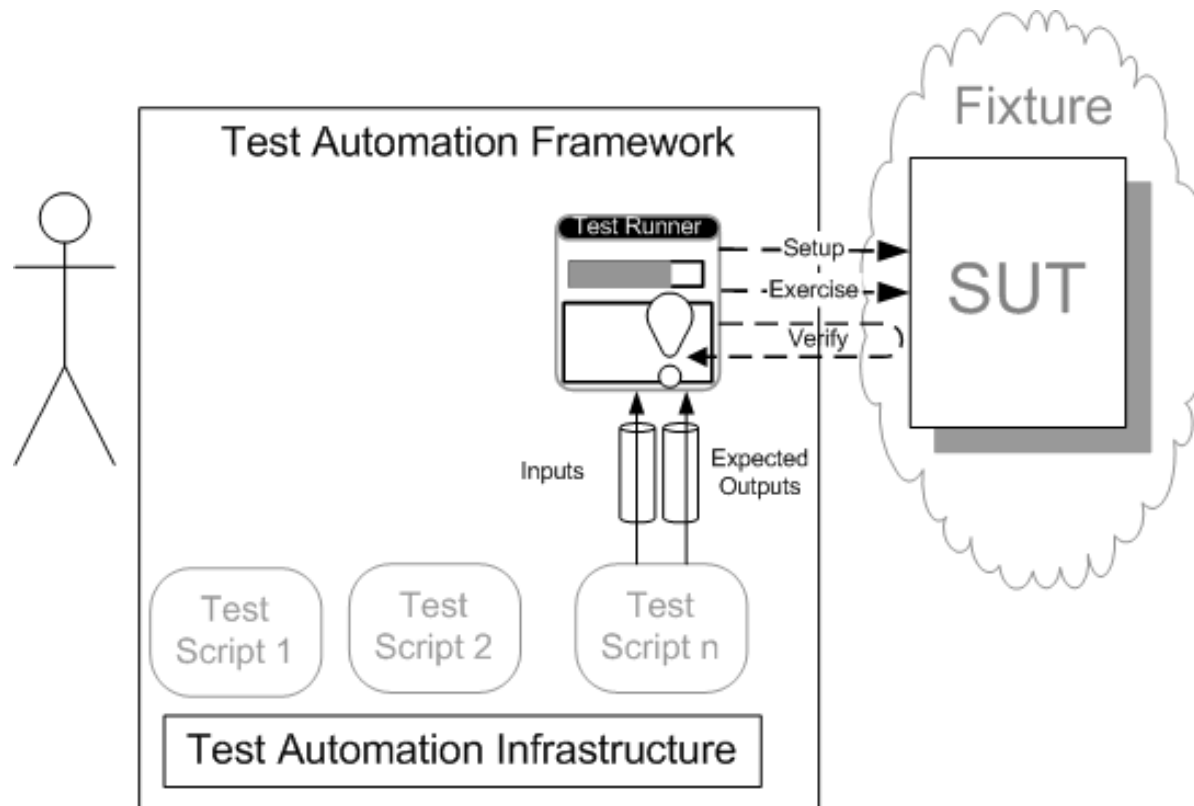 Fixture
Test Automation Framework
Test Runner
Setup
SUT
Exercise
Verify
Inputs
Expected
Outputs
Test
Script 1
Test
Script 2
Test
Script n
Test Automation Infrastructure